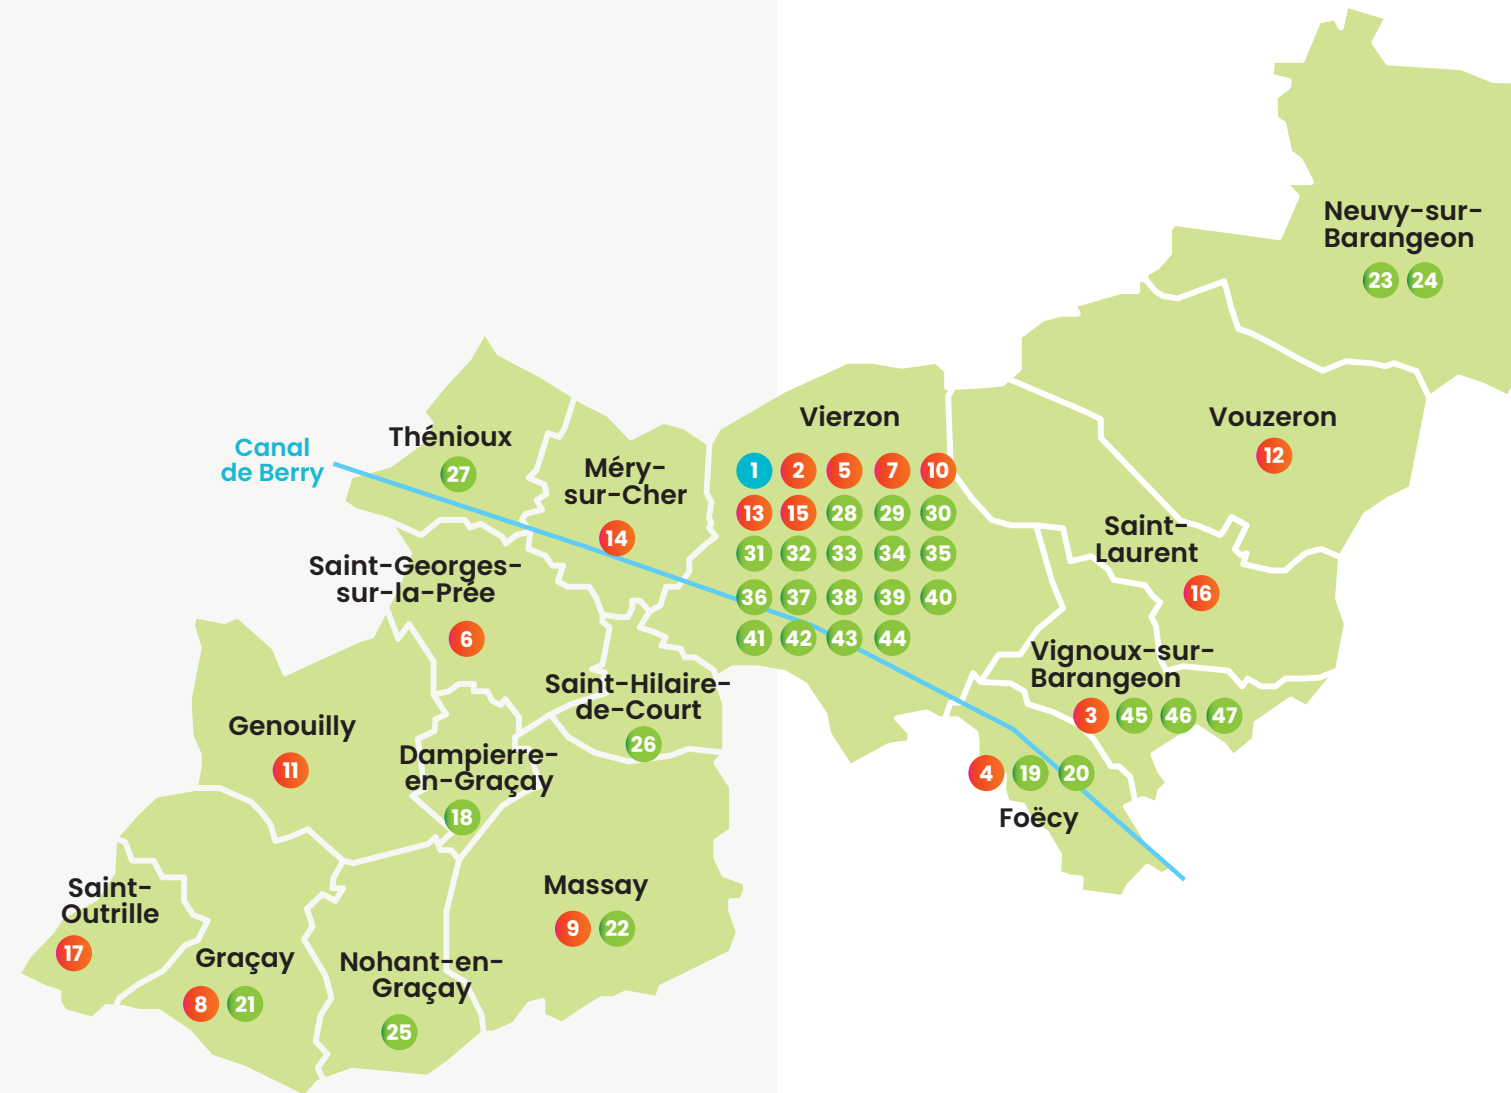 Neuvy-sur-
Barangeon
23 24
Vierzon
1 2 5 7 10
13 15 28 29 30
31 32 33 34 35
36 37 38 39 40
41 42 43 44
Vouzeron
12
Canal
de Berry
Thénioux
27
Méry-
sur-Cher
14
Saint-
Laurent
16
Saint-Georges-
sur-la-Prée
6
Vignoux-sur-
Barangeon
3 45 46 47
Saint-Hilaire-
de-Court
26
Genouilly
11
Dampierre-
en-Graçay
18
4 19 20
Foëcy
Saint-
Outrille
17
Massay
9 22
Graçay
8 21
Nohant-en-
Graçay
25